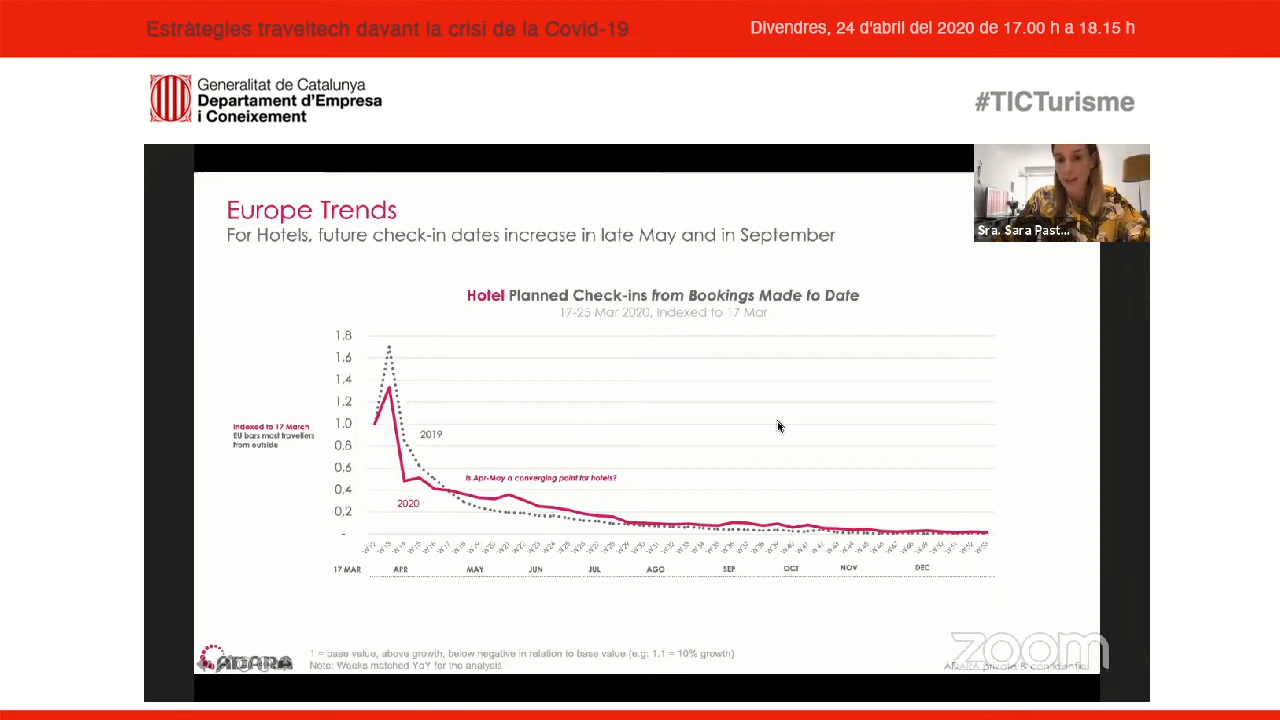 Estràtegies traveltech davant la crisi de la Covid-19
Divendres, 24 d'abril del 2020 de 17.00 h a 18.15 h
Generalitat de Catalunya
Departament d'Empresa
i Coneixement
#TICTurisme
Sra. Sara Past...
Europe Trends
For Hotels, future check-in dates increase in late May and in September
Hotel Planned Check-ins from Bookings Made to Date
17-25 Mar 2020, Indexed to 17 Mar
1,8
1,6
1,4
1,2
1,0
0,8
0,6
0,4
0,2
-
Indexed to 17 March
EU bars most travellers
from outside
2019
Is Apr-May a converging point for hotels?
2020
17 MAR APR MAY JUN JUL AGO SEP OCT NOV DEC
ADARA
1 = base value, above growth, below negative in relation to base value (e.g: 1.1 = 10% growth)
Note: Weeks matched YoY for the analysis
zoom
ADARA private & confidential